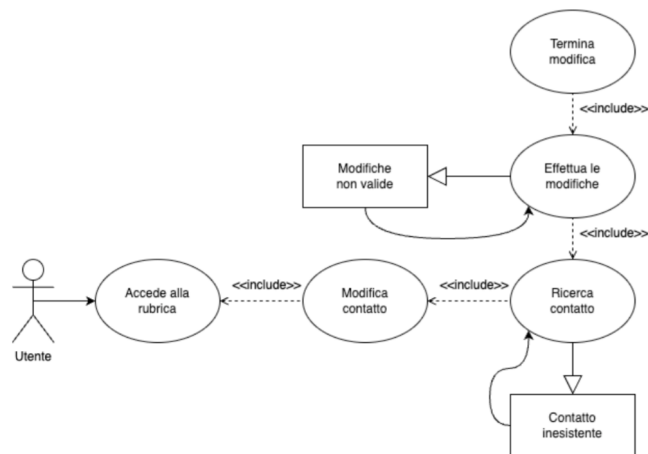 Termina
modifica
<<include>>
Modifiche
non valide
Effettua le
modifiche
<<include>>
Accede alla
rubrica
<<include>>
Modifica
contatto
<<include>>
Ricerca
contatto
Utente
Contatto
inesistente